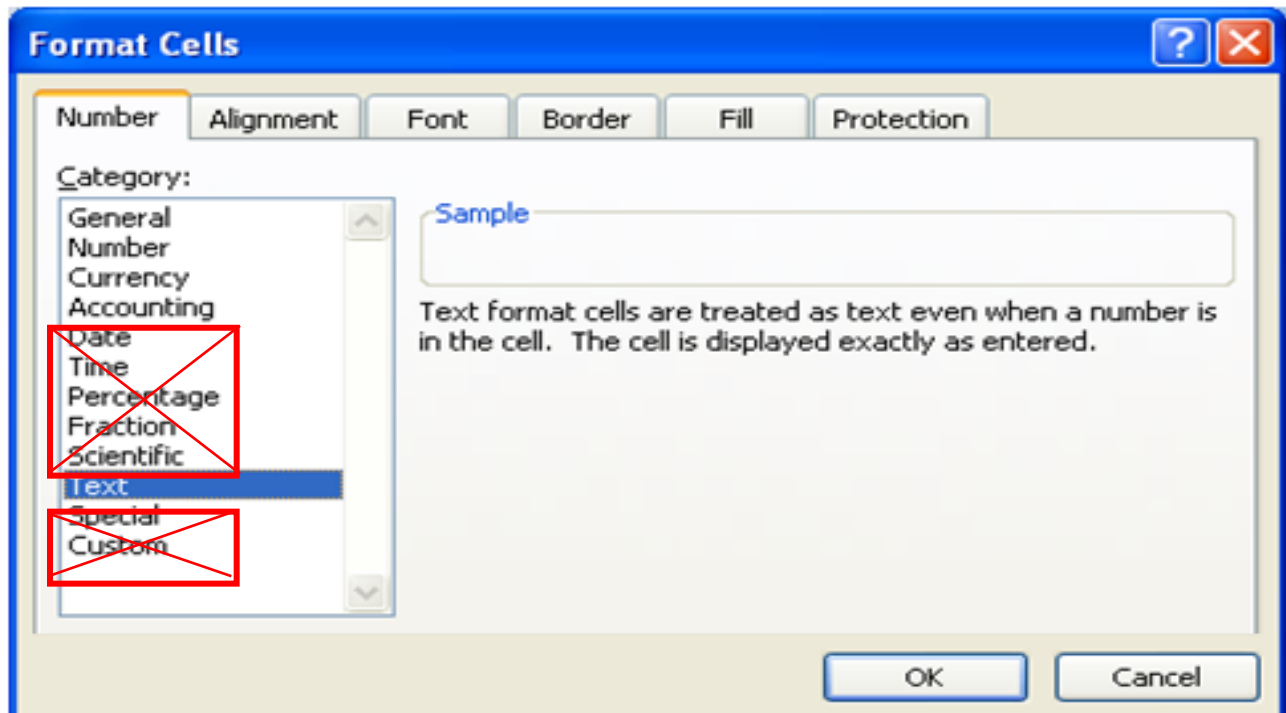 Format Cells
?
Number Alignment Font Border Fill Protection
Category:
General
Number
Currency
Accounting
Date
Time
Percentage
Fraction
Scientific
Text
Special
Custom
Sample
Text format cells are treated as text even when a number is
in the cell. The cell is displayed exactly as entered.
OK Cancel